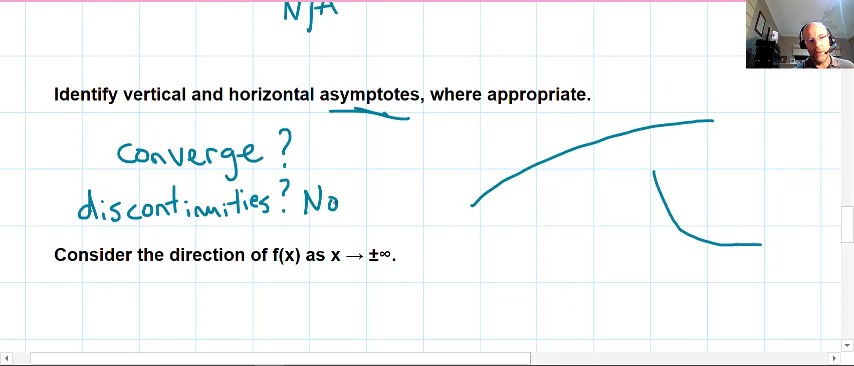 N/A
Identify vertical and horizontal asymptotes, where appropriate.
converge?
discontinuities? No
Consider the direction of f(x) as x → ±∞.